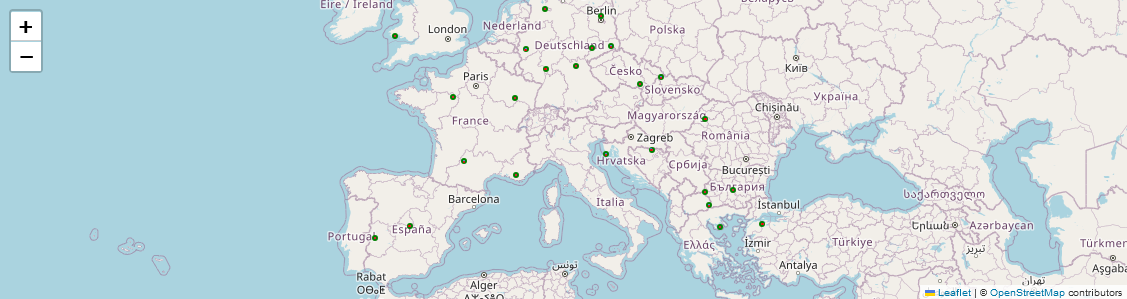 +
−
Éire / Ireland
London
Nederland
Berlin
Polska
Deutschland
Paris
Česko
Київ
Slovensko
Україна
France
Magyarország
Chișinău
România
Zagreb
Hrvatska
Србија
București
България
Italia
Barcelona
საქართველო
İstanbul
Portugal
España
Ελλάς
İzmir
Türkiye
Հայաստան
Երևան
Azərbaycan
تبریز
Türkmen
Antalya
Aşgaba
تونس
Alger
Rabat
تهران
Leaflet | © OpenStreetMap contributors